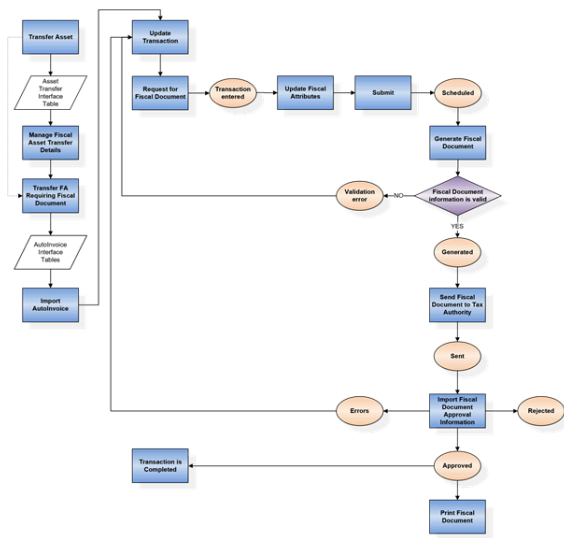 Transfer Asset
Asset
Transfer
Interface
Table
Manage Fiscal
Asset Transfer
Details
Transfer FA
Requiring Fiscal
Document
AutoInvoice
Interface
Tables
Import
AutoInvoice
Update
Transaction
Request for
Fiscal Document
Transaction
entered
Update Fiscal
Attributes
Submit
Scheduled
Generate Fiscal
Document
Fiscal Document
information is valid
NO
Validation
error
YES
Generated
Send Fiscal
Document to Tax
Authority
Sent
Import Fiscal
Document
Approval
Information
Errors
Rejected
Approved
Transaction is
Completed
Print Fiscal
Document